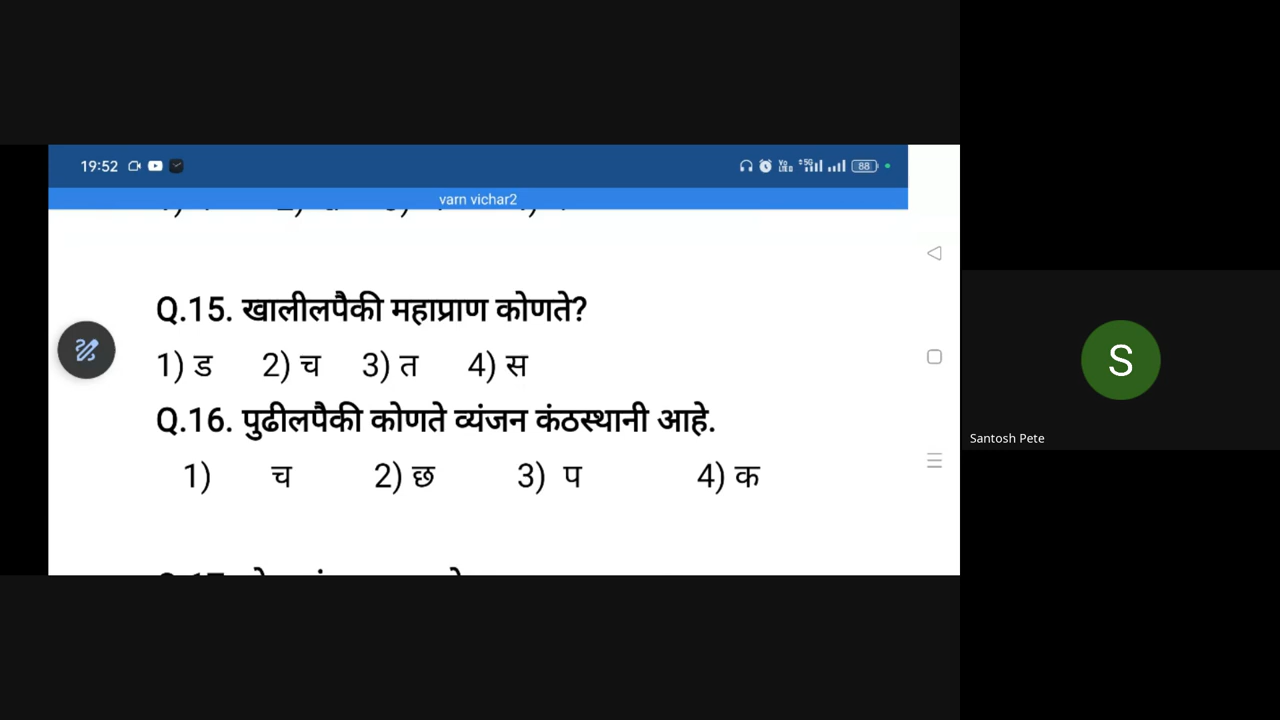 19:52
88
varn vichar2
Q.15. खालीलपैकी महाप्राण कोणते?
1) ड 2) च 3) त 4) स
Q.16. पुढीलपैकी कोणते व्यंजन कंठस्थानी आहे.
1) च 2) छ 3) प 4) क
S
Santosh Pete